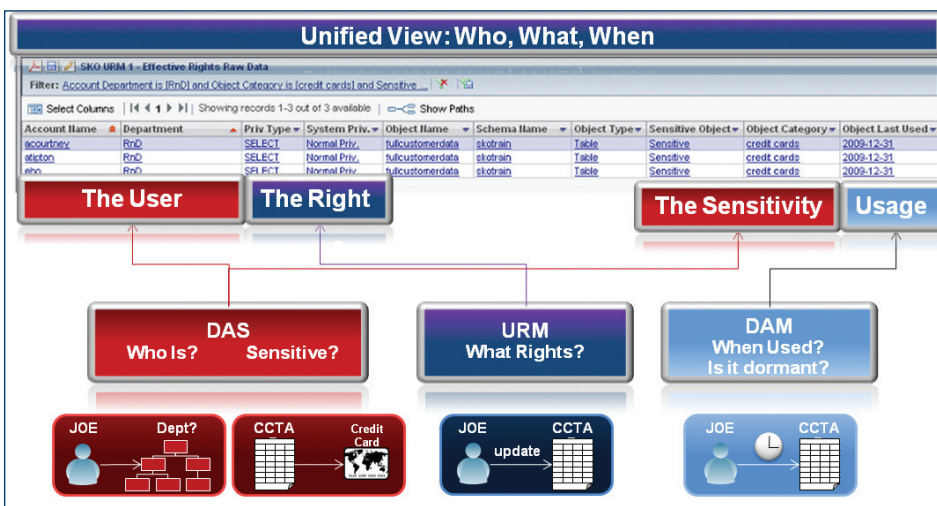 Unified View: Who, What, When
SKO URM 1 - Effective Rights Raw Data
Filter: Account Department is [RnD] and Object Category is [credit cards] and Sensitive ...
Select Columns 1 Showing records 1-3 out of 3 available Show Paths
Account Name Department Priv Type System Priv. Object Name Schema Name Object Type Sensitive Object Object Category Object Last Used
acourtney RnD SELECT Normal Priv. fullcustomerdata skotrain Table Sensitive credit cards 2009-12-31
atipton RnD SELECT Normal Priv. fullcustomerdata skotrain Table Sensitive credit cards 2009-12-31
RnD SELECT Normal Priv. fullcustomerdata skotrain Table Sensitive credit cards 2009-12-31
The User The Right The Sensitivity Usage
DAS
Who Is? Sensitive?
URM
What Rights?
DAM
When Used?
Is it dormant?
JOE Dept?
CCTA Credit
Card
JOE CCTA
update
JOE CCTA